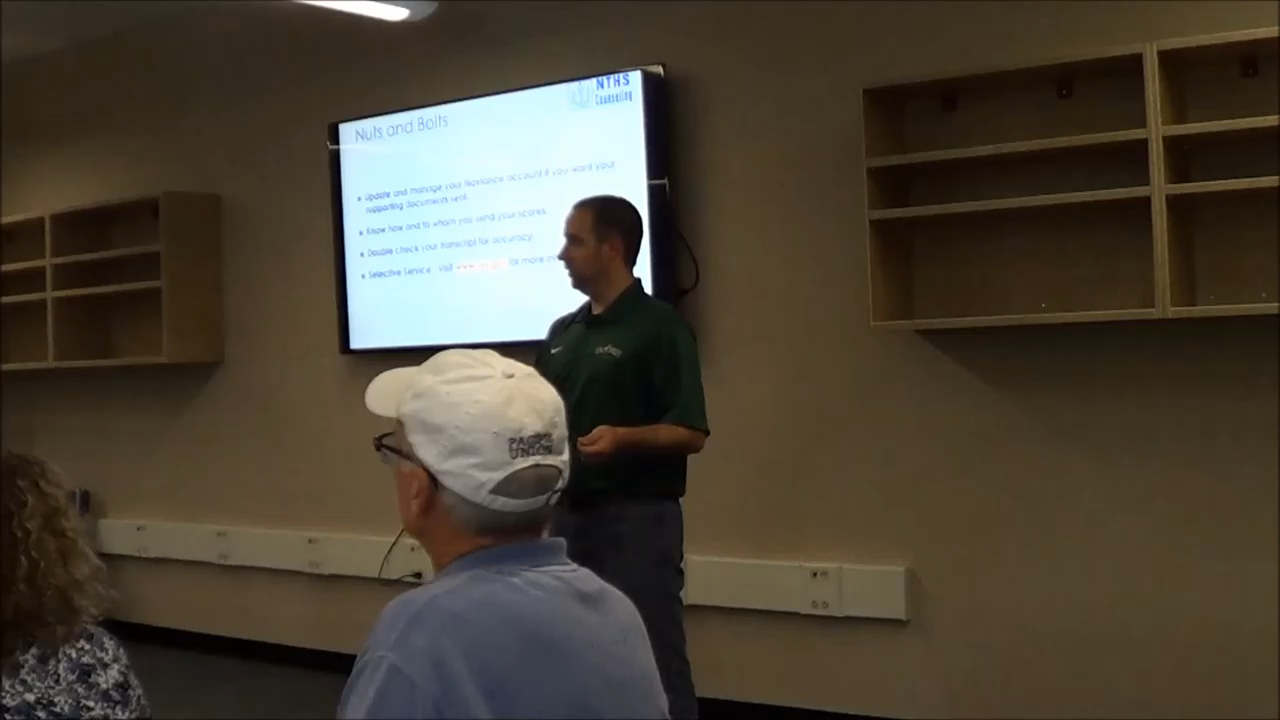 NTHS
Counseling
Nuts and Bolts
Update and manage your Naviance account if you want your
supporting documents sent.
Know how and to whom you send your scores
Double check your transcript for accuracy.
Selective Service: visit for more
PACIFIC
UNION